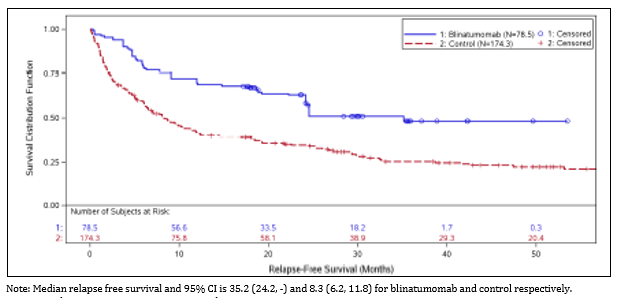 1: Blinatumomab (N=78.5) 1: Censored
2: Control (N=174.3) 2: Censored
1.00
0.75
0.50
0.25
0.00
Survival Distribution Function
Number of Subjects at Risk:
1: 78.5 56.6 33.5 18.2 1.7 0.3
2: 174.3 75.8 58.1 38.9 29.3 20.4
0 10 20 30 40 50
Relapse-Free Survival (Months)
Note: Median relapse free survival and 95% CI is 35.2 (24.2, -) and 8.3 (6.2, 11.8) for blinatumomab and control respectively.